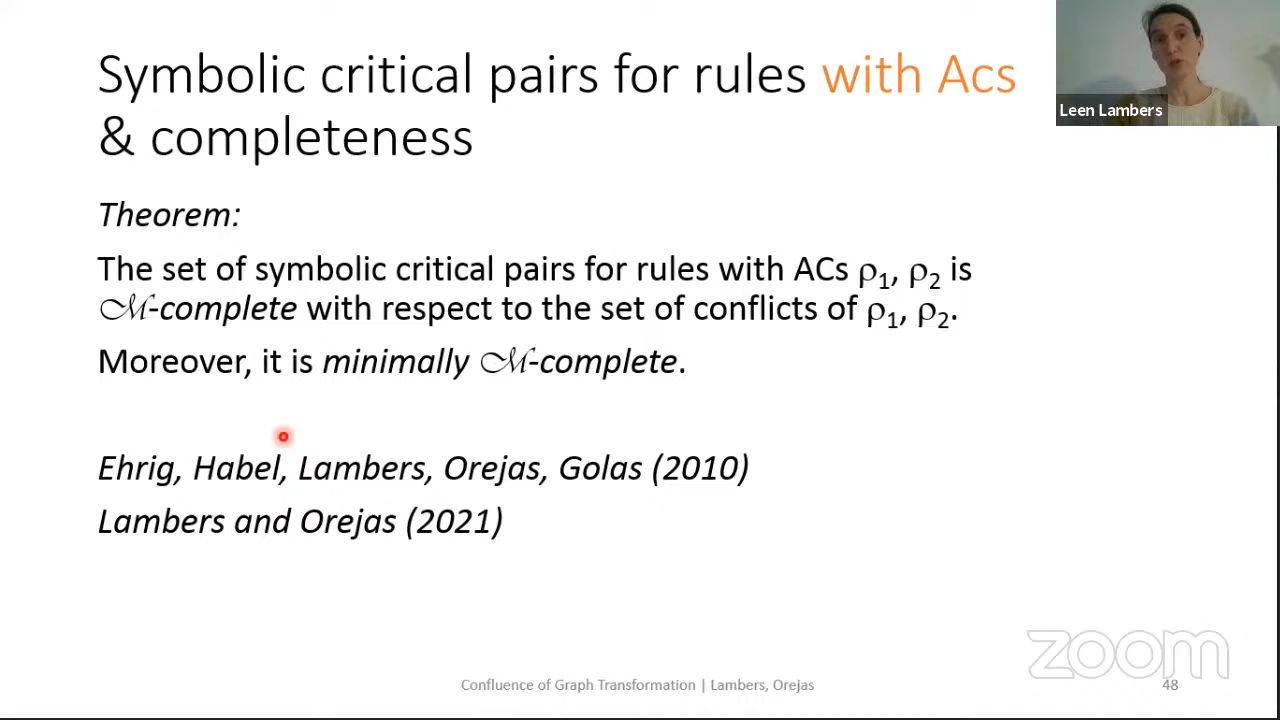 Symbolic critical pairs for rules with Acs
& completeness
Leen Lambers
Theorem:
The set of symbolic critical pairs for rules with ACs ρ₁, ρ₂ is
ℳ-complete with respect to the set of conflicts of ρ₁, ρ₂.
Moreover, it is minimally ℳ-complete.
Ehrig, Habel, Lambers, Orejas, Golas (2010)
Lambers and Orejas (2021)
zoom
Confluence of Graph Transformation | Lambers, Orejas
48